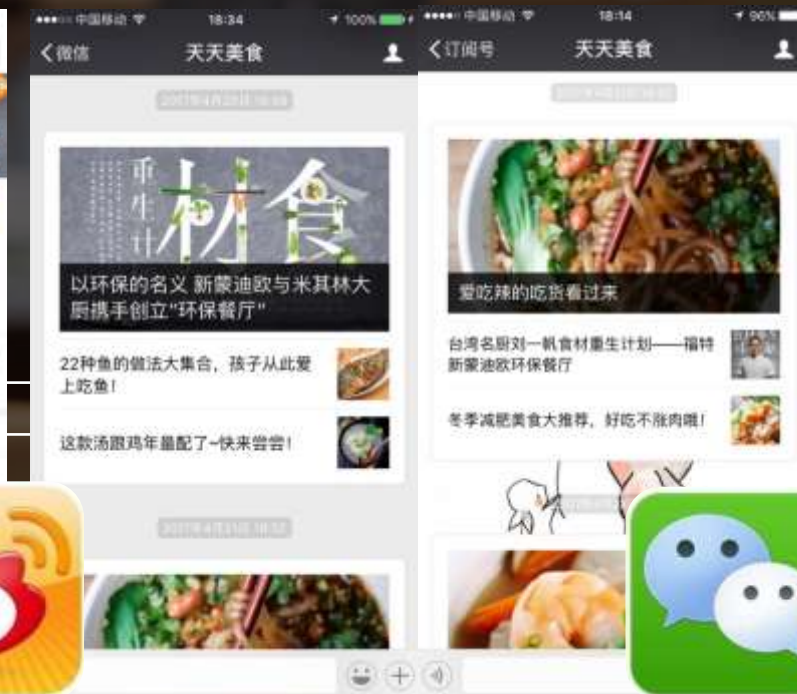 中国移动
18:34
100%
微信
天天美食
重生计
材食
以环保的名义 新蒙迪欧与米其林大
厨携手创立"环保餐厅"
22种鱼的做法大集合，孩子从此爱
上吃鱼！
这款汤跟鸡年最配了~快来尝尝！
中国移动
18:14
96%
订阅号
天天美食
爱吃辣的吃货看过来
台湾名厨刘一帆食材重生计划——福特
新蒙迪欧环保餐厅
冬季减肥美食大推荐，好吃不涨肉哦！